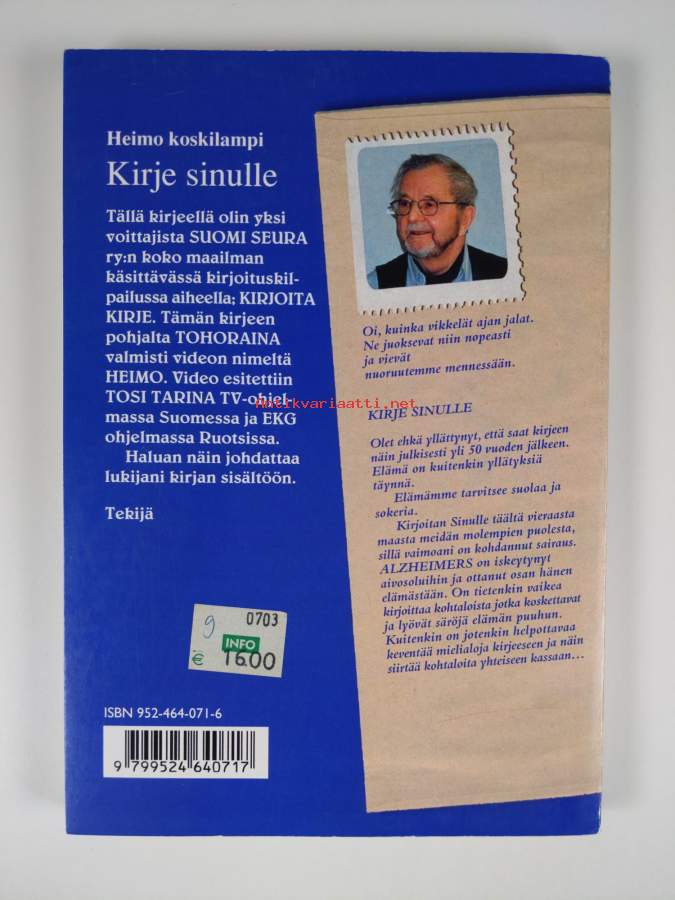 Heimo koskilampi
Kirje sinulle
Tällä kirjeellä olin yksi
voittajista SUOMI SEURA
ry:n koko maailman
käsittävässä kirjoituskil-
pailussa aiheella; KIRJOITA
KIRJE. Tämän kirjeen
pohjalta TOHORAINA
valmisti videon nimeltä
HEIMO. Video esitettiin
TOSI TARINA TV-ohjel-
massa Suomessa ja EKG
ohjelmassa Ruotsissa.
Haluan näin johdattaa
lukijani kirjan sisältöön.
Tekijä
9 0703
INFO
€ 16.00
ISBN 952-464-071-6
9 799524 640717
Oi, kuinka vikkelät ajan jalat.
Ne juoksevat niin nopeasti
ja vievät
nuoruutemme mennessään.
Antikvariaatti.net
KIRJE SINULLE
Olet ehkä yllättynyt, että saat kirjeen
näin julkisesti yli 50 vuoden jälkeen.
Elämä on kuitenkin yllätyksiä
täynnä.
Elämämme tarvitsee suolaa ja
sokeria.
Kirjoitan Sinulle täältä vieraasta
maasta meidän molempien puolesta,
sillä vaimoani on kohdannut sairaus.
ALZHEIMERS on iskeytynyt
aivosoluihin ja ottanut osan hänen
elämästään. On tietenkin vaikea
kirjoittaa kohtaloista jotka koskettavat
ja lyövät säröjä elämän puuhun.
Kuitenkin on jotenkin helpottavaa
keventää mielialoja kirjeeseen ja näin
siirtää kohtaloita yhteiseen kassaan…